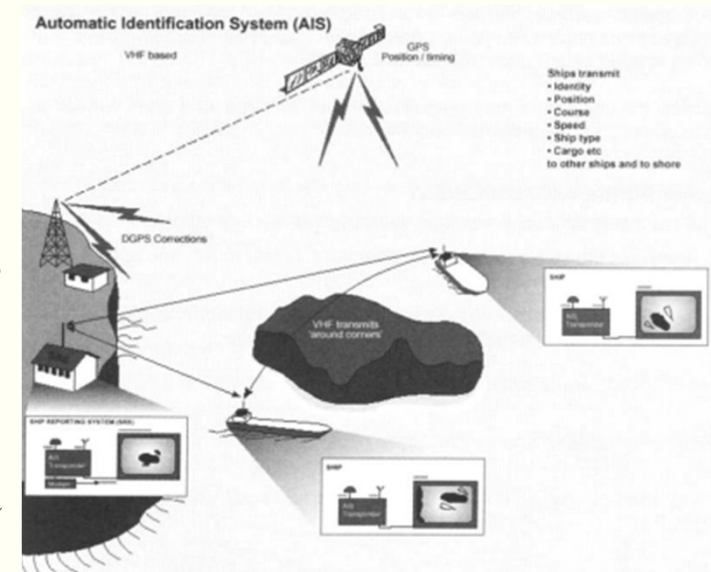 Automatic Identification System (AIS)
VHF based
GPS
Position / timing
Ships transmit
• Identity
• Position
• Course
• Speed
• Ship type
• Cargo etc
to other ships and to shore
DGPS Corrections
VHF transmits
'around corners'
SHIP
AIS
Transponder
SHIP REPORTING SYSTEM (SRS)
AIS
Transponder
SHIP
AIS
Transponder